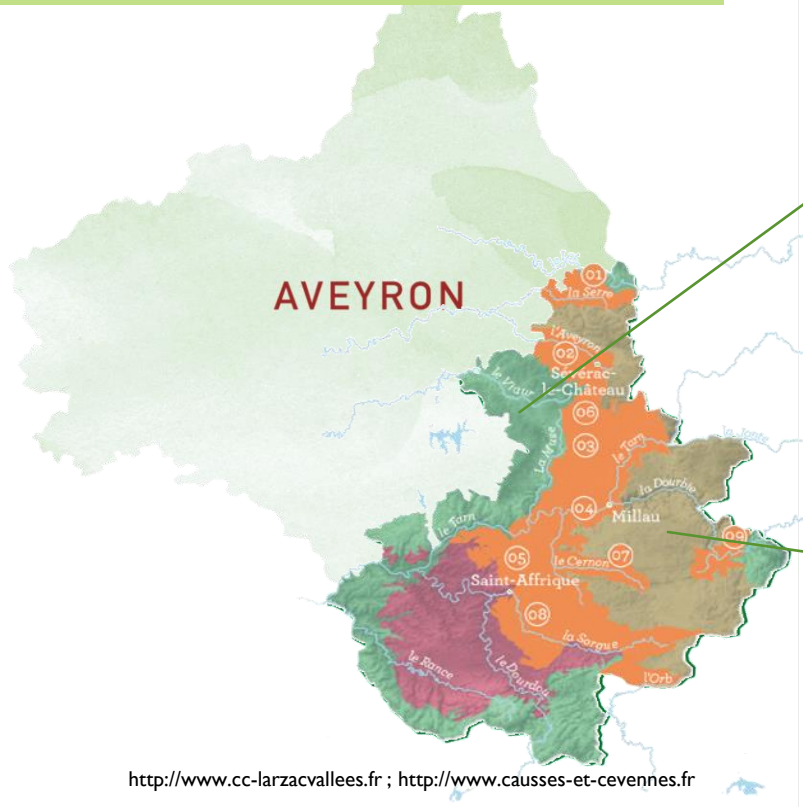 AVEYRON
01
la Serre
l'Aveyron
02
Sévérac-
le-Château
le Viaur
06
03
La Muse
le Tarn
la Jonte
la Dourbie
04
Millau
le Tarn
09
05
le Cernon
07
Saint-Affrique
08
la Sorgue
le Rance
le Dourdou
l'Orb
http://www.cc-larzacvallees.fr ; http://www.causses-et-cevennes.fr